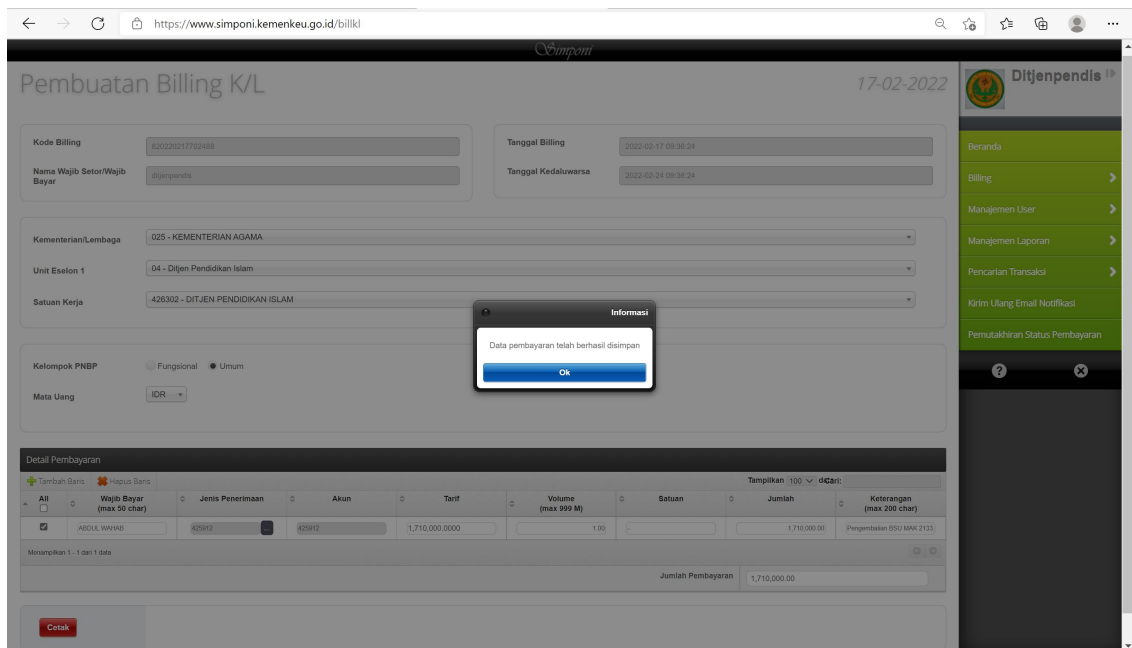 https://www.simponi.kemenkeu.go.id/billkl
Simponi
Pembuatan Billing K/L
17-02-2022
Ditjenpendis
Kode Billing
820220217702488
Tanggal Billing
2022-02-17 09:36:24
Nama Wajib Setor/Wajib
Bayar
ditjenpendis
Tanggal Kedaluwarsa
2022-02-24 09:36:24
Kementerian/Lembaga
025 - KEMENTERIAN AGAMA
Unit Eselon 1
04 - Ditjen Pendidikan Islam
Satuan Kerja
426302 - DITJEN PENDIDIKAN ISLAM
Informasi
Data pembayaran telah berhasil disimpan
Ok
Kelompok PNBP
Fungsional Umum
Mata Uang
IDR
Beranda
Billing
Manajemen User
Manajemen Laporan
Pencarian Transaksi
Kirim Ulang Email Notifikasi
Pemutakhiran Status Pembayaran
Detail Pembayaran
Tambah Baris Hapus Baris
Tampilkan 100 Cari:
All Wajib Bayar (max 50 char) Jenis Penerimaan Akun Tarif Volume (max 999 M) Satuan Jumlah Keterangan (max 200 char)
ABDUL WAHAB 425912 ... 425912 1,710,000.0000 1.00 - 1,710,000.00 Pengembalian BSU MAK 2133
Menampilkan 1 - 1 dari 1 data
Jumlah Pembayaran 1,710,000.00
Cetak